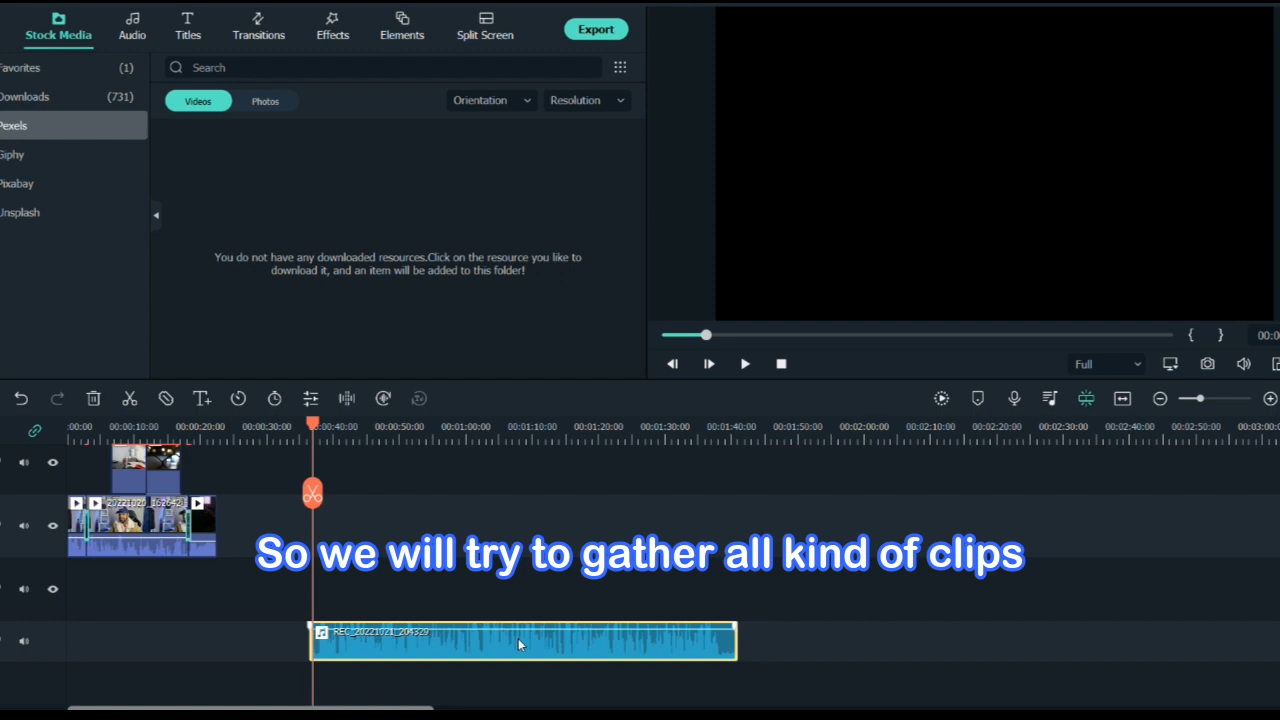 Stock Media
Audio
Titles
Transitions
Effects
Elements
Split Screen
Export
Favorites (1)
Downloads (731)
Pexels
Giphy
Pixabay
Unsplash
Search
Videos
Photos
Orientation
Resolution
You do not have any downloaded resources.Click on the resource you like to
download it, and an item will be added to this folder!
{ }
00:0
Full
:00:00 00:00:10:00 00:00:20:00 00:00:30:00 00:00:40:00 00:00:50:00 00:01:00:00 00:01:10:00 00:01:20:00 00:01:30:00 00:01:40:00 00:01:50:00 00:02:00:00 00:02:10:00 00:02:20:00 00:02:30:00 00:02:40:00 00:02:50:00 00:03:00:0
So we will try to gather all kind of clips
REC_20221021_204329